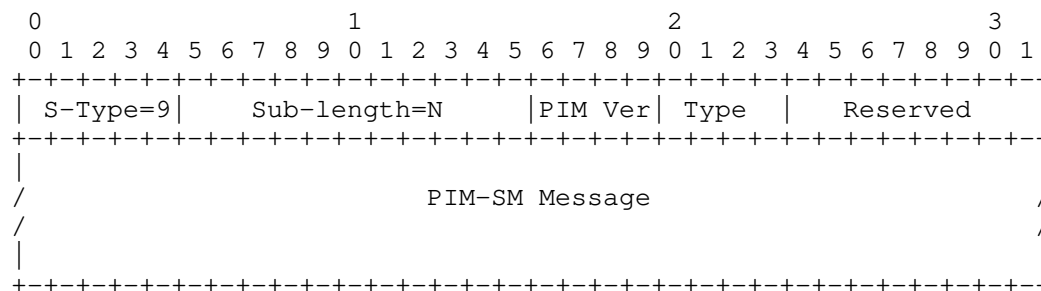 0                   1                   2                   3
 0 1 2 3 4 5 6 7 8 9 0 1 2 3 4 5 6 7 8 9 0 1 2 3 4 5 6 7 8 9 0 1
+-+-+-+-+-+-+-+-+-+-+-+-+-+-+-+-+-+-+-+-+-+-+-+-+-+-+-+-+-+-+-+-
| S-Type=9|    Sub-length=N     |PIM Ver| Type  |   Reserved
+-+-+-+-+-+-+-+-+-+-+-+-+-+-+-+-+-+-+-+-+-+-+-+-+-+-+-+-+-+-+-+-
|
/                         PIM-SM Message                        /
/                                                               /
|
+-+-+-+-+-+-+-+-+-+-+-+-+-+-+-+-+-+-+-+-+-+-+-+-+-+-+-+-+-+-+-+-